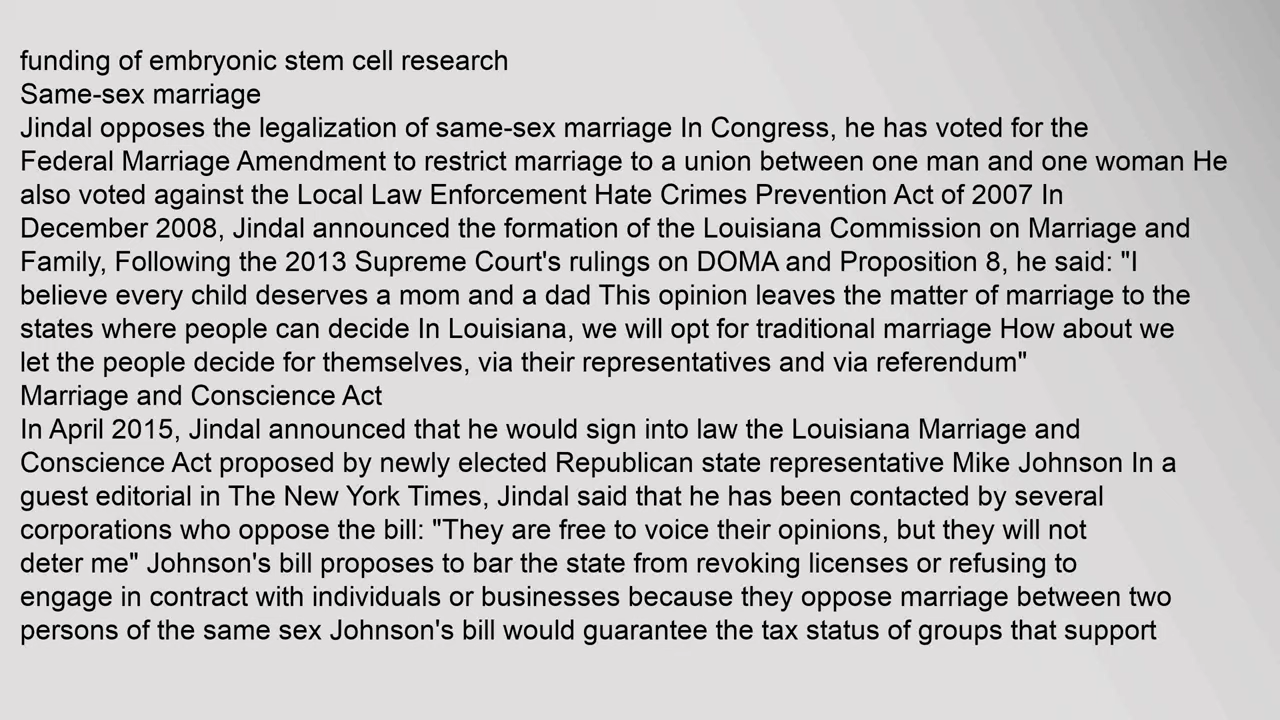 funding of embryonic stem cell research
Same-sex marriage
Jindal opposes the legalization of same-sex marriage In Congress, he has voted for the
Federal Marriage Amendment to restrict marriage to a union between one man and one woman He
also voted against the Local Law Enforcement Hate Crimes Prevention Act of 2007 In
December 2008, Jindal announced the formation of the Louisiana Commission on Marriage and
Family, Following the 2013 Supreme Court's rulings on DOMA and Proposition 8, he said: "I
believe every child deserves a mom and a dad This opinion leaves the matter of marriage to the
states where people can decide In Louisiana, we will opt for traditional marriage How about we
let the people decide for themselves, via their representatives and via referendum"
Marriage and Conscience Act
In April 2015, Jindal announced that he would sign into law the Louisiana Marriage and
Conscience Act proposed by newly elected Republican state representative Mike Johnson In a
guest editorial in The New York Times, Jindal said that he has been contacted by several
corporations who oppose the bill: "They are free to voice their opinions, but they will not
deter me" Johnson's bill proposes to bar the state from revoking licenses or refusing to
engage in contract with individuals or businesses because they oppose marriage between two
persons of the same sex Johnson's bill would guarantee the tax status of groups that support